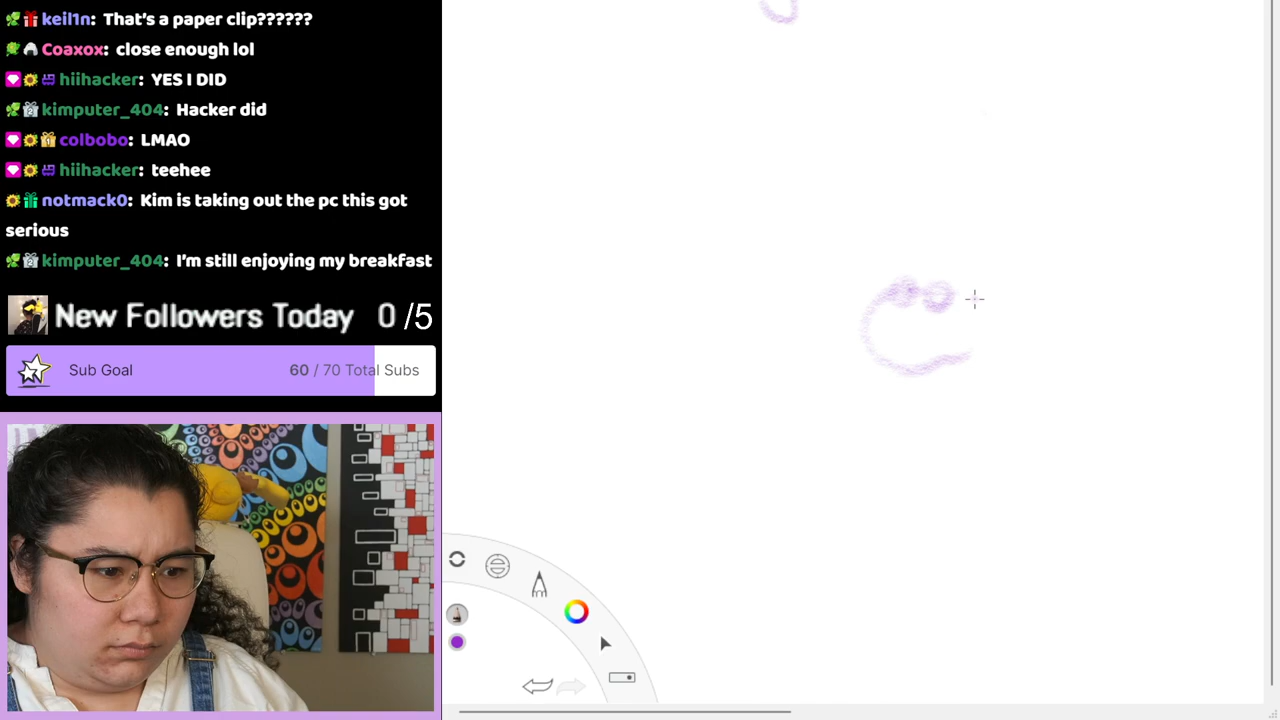 keil1n: That's a paper clip??????
Coaxox: close enough lol
hiihacker: YES I DID
kimputer_404: Hacker did
colbobo: LMAO
hiihacker: teehee
notmack0: Kim is taking out the pc this got
serious
kimputer_404: I'm still enjoying my breakfast
New Followers Today 0 /5
Sub Goal 60 / 70 Total Subs